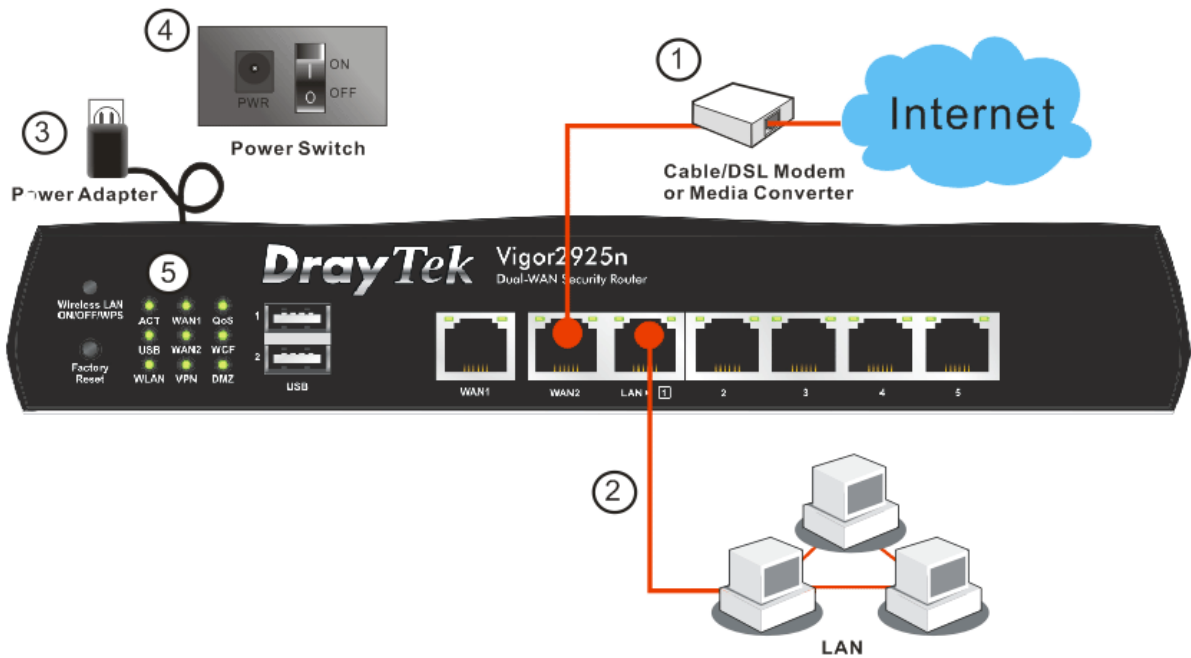 4
ON
OFF
PWR
Power Switch
3
Power Adapter
1
Internet
Cable/DSL Modem
or Media Converter
5
DrayTek
Vigor2925n
Dual-WAN Security Router
Wireless LAN
ON/OFF/WPS
Factory
Reset
ACT WAN1 QoS
USB WAN2 WCF
WLAN VPN DMZ
1
2
USB
WAN1 WAN2 LAN 1 2 3 4 5
2
LAN